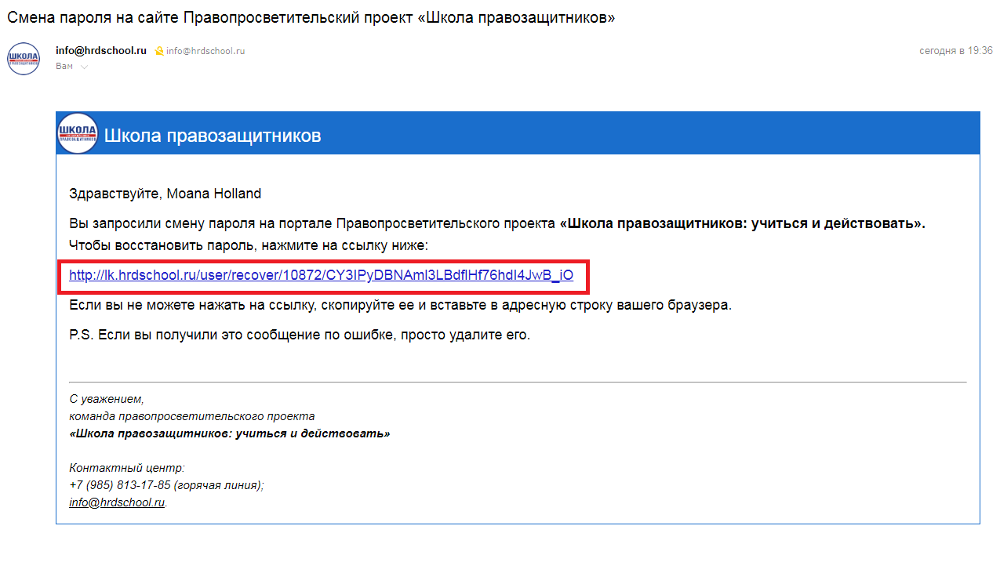 Смена пароля на сайте Правопросветительский проект «Школа правозащитников»
ШКОЛА
ПРАВОЗАЩИТНИКОВ
info@hrdschool.ru info@hrdschool.ru
сегодня в 19:36
Вам
ШКОЛА
ПРАВОЗАЩИТНИКОВ
Школа правозащитников
Здравствуйте, Moana Holland
Вы запросили смену пароля на портале Правопросветительского проекта «Школа правозащитников: учиться и действовать».
Чтобы восстановить пароль, нажмите на ссылку ниже:
http://lk.hrdschool.ru/user/recover/10872/CY3IPyDBNAmI3LBdflHf76hdI4JwB_iO
Если вы не можете нажать на ссылку, скопируйте ее и вставьте в адресную строку вашего браузера.
P.S. Если вы получили это сообщение по ошибке, просто удалите его.
С уважением,
команда правопросветительского проекта
«Школа правозащитников: учиться и действовать»
Контактный центр:
+7 (985) 813-17-85 (горячая линия);
info@hrdschool.ru.